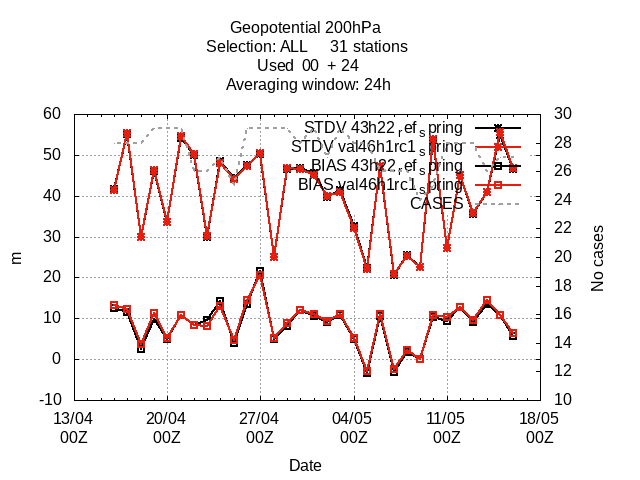 Geopotential 200hPa
Selection: ALL     31 stations
Used  00  + 24
Averaging window: 24h
STDV 43h22_ref_spring
STDV val46h1rc1_spring
BIAS 43h22_ref_spring
BIAS val46h1rc1_spring
CASES
60
50
40
30
20
10
0
-10
m
30
28
26
24
22
20
18
16
14
12
10
No cases
13/04 20/04 27/04 04/05 11/05 18/05
00Z 00Z 00Z 00Z 00Z 00Z
Date